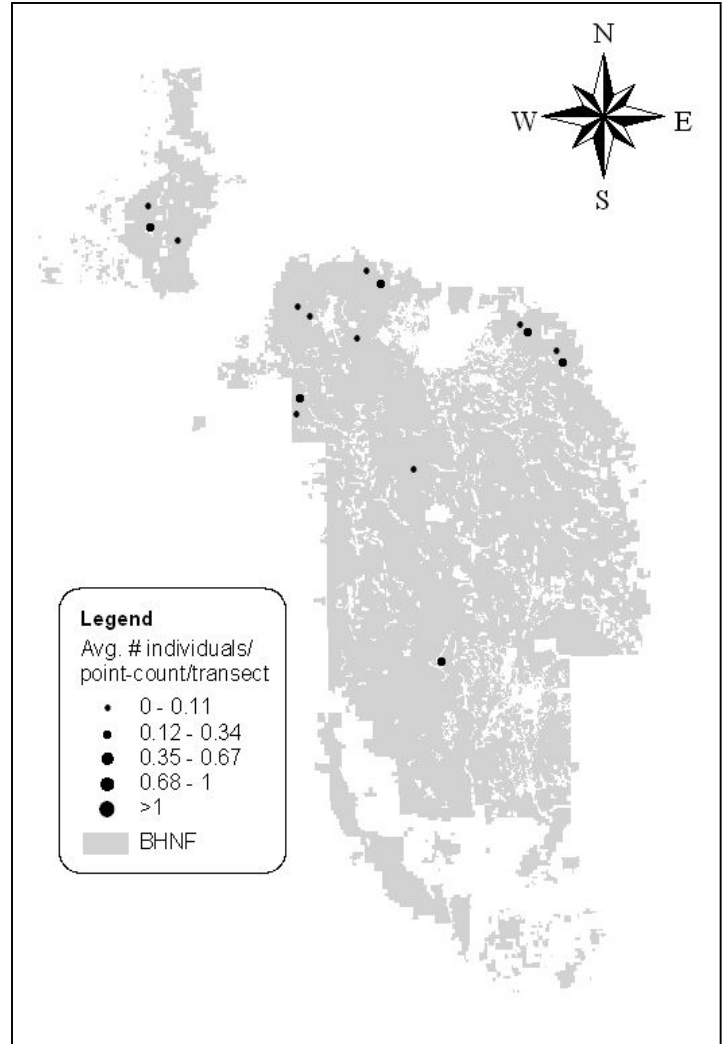 N
W E
S
Legend
Avg. # individuals/
point-count/transect
0 - 0.11
0.12 - 0.34
0.35 - 0.67
0.68 - 1
>1
BHNF